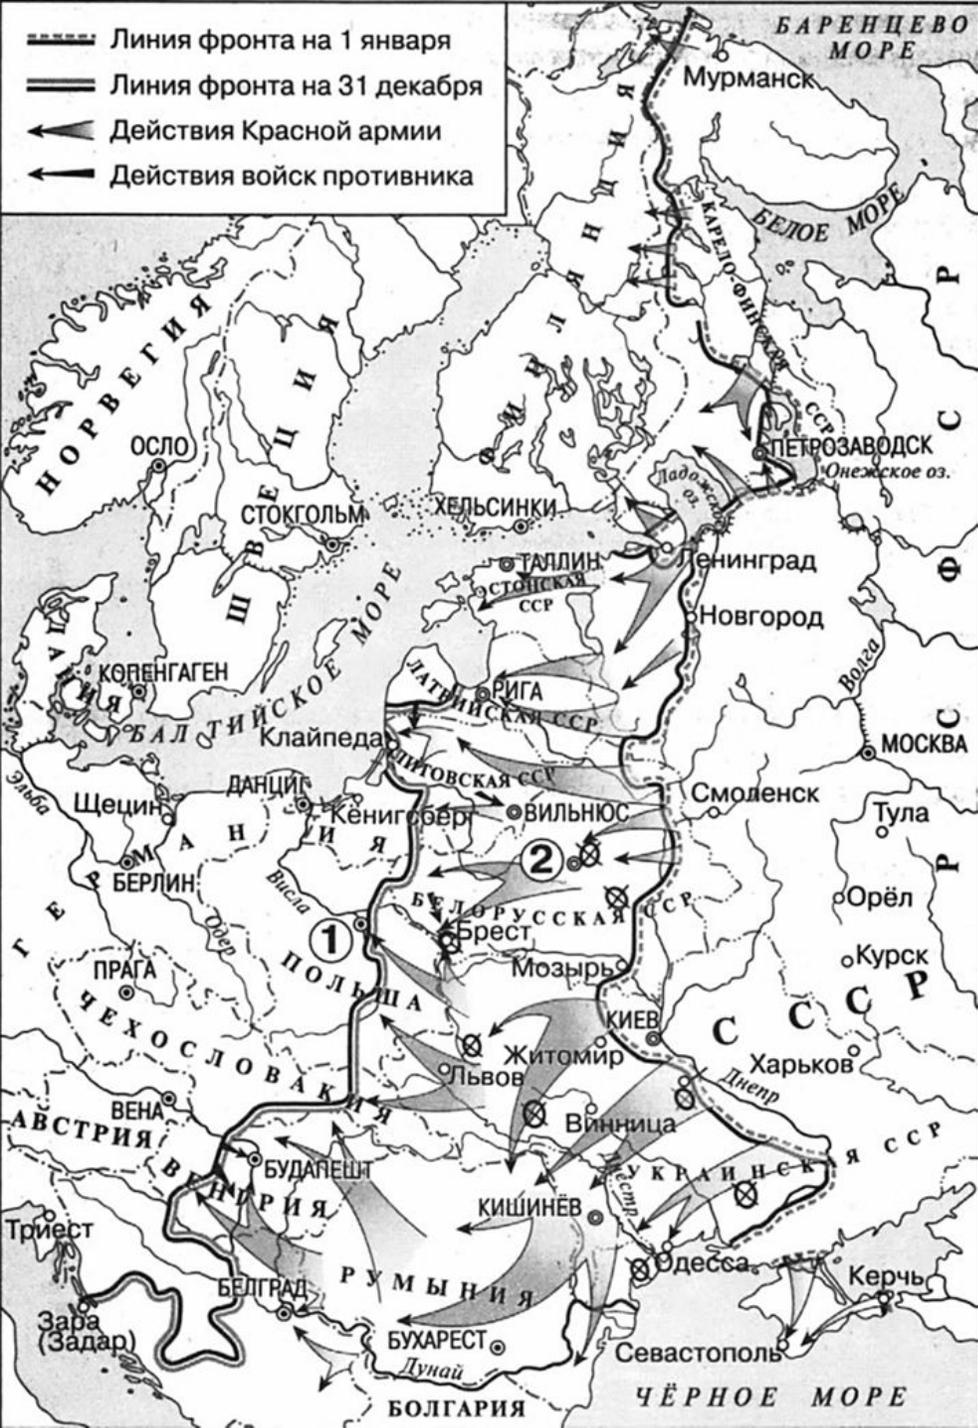 Линия фронта на 1 января
Линия фронта на 31 декабря
Действия Красной армии
Действия войск противника
БАРЕНЦЕВО
МОРЕ
Мурманск
БЕЛОЕ МОРЕ
КАРЕЛО-ФИНСКАЯ ССР
НОРВЕГИЯ
ШВЕЦИЯ
ФИНЛЯНДИЯ
РСФСР
ОСЛО
ПЕТРОЗАВОДСК
Онежское оз.
Ладожское
оз.
СТОКГОЛЬМ
ХЕЛЬСИНКИ
ТАЛЛИН
ЭСТОНСКАЯ
ССР
Ленинград
Новгород
ДАНИЯ
КОПЕНГАГЕН
БАЛТИЙСКОЕ МОРЕ
РИГА
ЛАТВИЙСКАЯ ССР
Волга
Клайпеда
МОСКВА
ЛИТОВСКАЯ ССР
Эльба
Щецин
ДАНЦИГ
Кёнигсберг
ВИЛЬНЮС
Смоленск
Тула
ГЕРМАНИЯ
БЕРЛИН
2
Висла
Одер
БЕЛОРУССКАЯ ССР
Орёл
1
Брест
ПОЛЬША
Мозырь
Курск
ПРАГА
ЧЕХОСЛОВАКИЯ
СССР
КИЕВ
Житомир
Львов
Харьков
Днепр
ВЕНА
АВСТРИЯ
Винница
БУДАПЕШТ
ВЕНГРИЯ
УКРАИНСКАЯ ССР
Днестр
КИШИНЁВ
Триест
Одесса
БЕЛГРАД
РУМЫНИЯ
Керчь
Зара
(Задар)
БУХАРЕСТ
Дунай
Севастополь
БОЛГАРИЯ
ЧЁРНОЕ МОРЕ